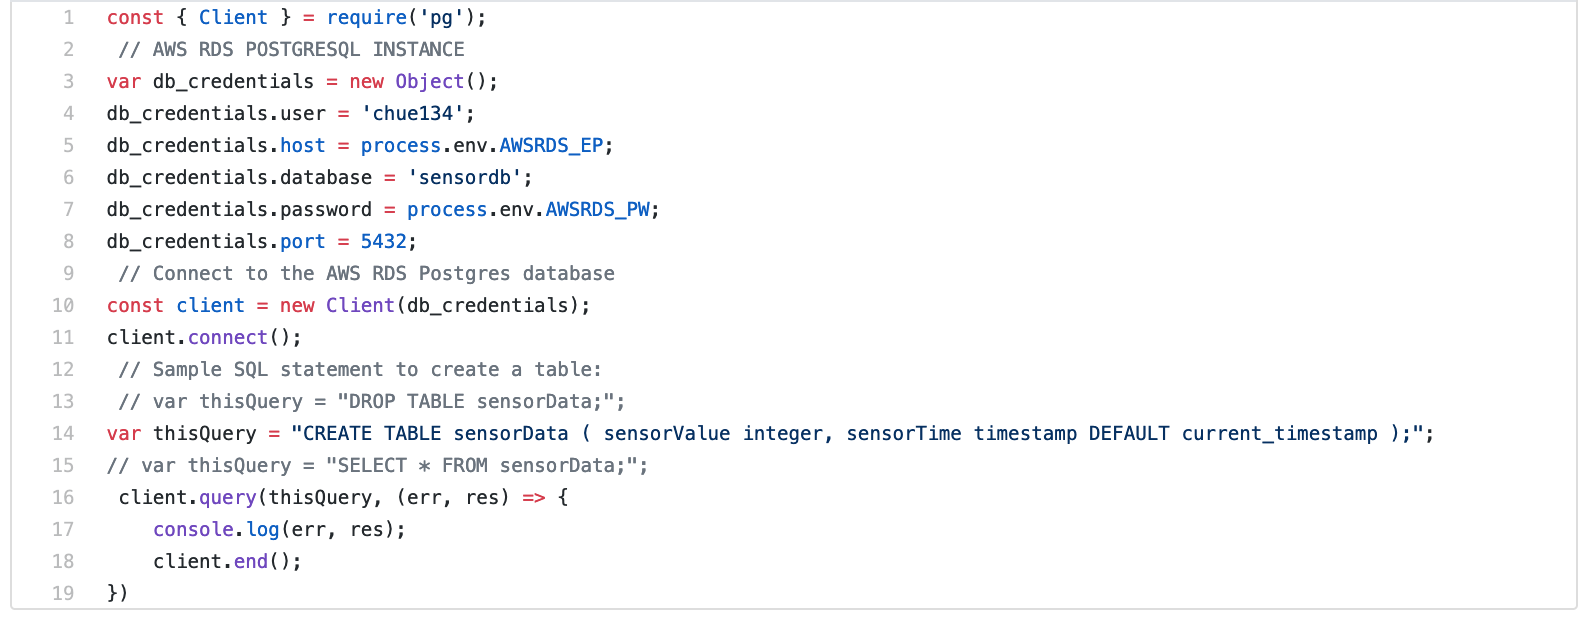 1 const { Client } = require('pg');
2 // AWS RDS POSTGRESQL INSTANCE
3 var db_credentials = new Object();
4 db_credentials.user = 'chue134';
5 db_credentials.host = process.env.AWSRDS_EP;
6 db_credentials.database = 'sensordb';
7 db_credentials.password = process.env.AWSRDS_PW;
8 db_credentials.port = 5432;
9 // Connect to the AWS RDS Postgres database
10 const client = new Client(db_credentials);
11 client.connect();
12 // Sample SQL statement to create a table:
13 // var thisQuery = "DROP TABLE sensorData;";
14 var thisQuery = "CREATE TABLE sensorData ( sensorValue integer, sensorTime timestamp DEFAULT current_timestamp );";
15 // var thisQuery = "SELECT * FROM sensorData;";
16 client.query(thisQuery, (err, res) => {
17 console.log(err, res);
18 client.end();
19 })